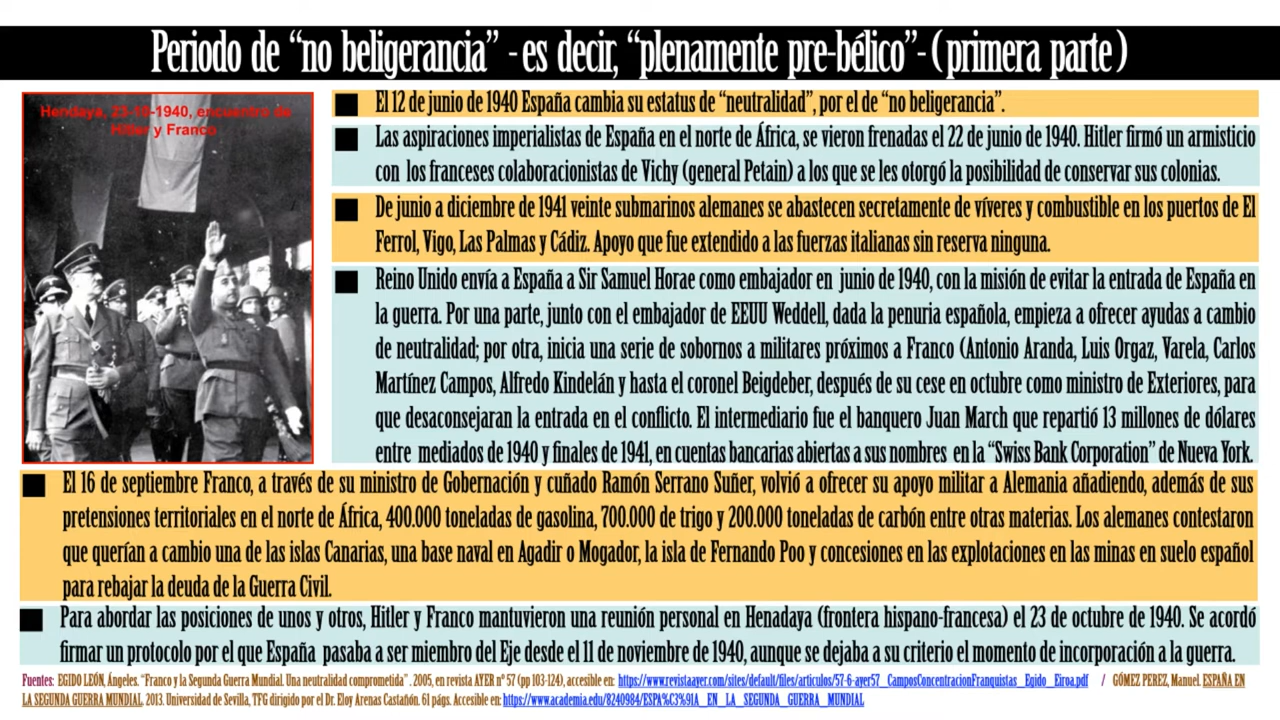 Periodo de “no beligerancia” - es decir, “plenamente pre-bélico”- (primera parte)
Hendaya, 23-10-1940, encuentro de
Hitler y Franco
El 12 de junio de 1940 España cambia su estatus de “neutralidad”, por el de “no beligerancia”.
Las aspiraciones imperialistas de España en el norte de África, se vieron frenadas el 22 de junio de 1940. Hitler firmó un armisticio
con los franceses colaboracionistas de Vichy (general Petain) a los que se les otorgó la posibilidad de conservar sus colonias.
De junio a diciembre de 1941 veinte submarinos alemanes se abastecen secretamente de víveres y combustible en los puertos de El
Ferrol, Vigo, Las Palmas y Cádiz. Apoyo que fue extendido a las fuerzas italianas sin reserva ninguna.
Reino Unido envía a España a Sir Samuel Horae como embajador en junio de 1940, con la misión de evitar la entrada de España en
la guerra. Por una parte, junto con el embajador de EEUU Weddell, dada la penuria española, empieza a ofrecer ayudas a cambio
de neutralidad; por otra, inicia una serie de sobornos a militares próximos a Franco (Antonio Aranda, Luis Orgaz, Varela, Carlos
Martínez Campos, Alfredo Kindelán y hasta el coronel Beigdeber, después de su cese en octubre como ministro de Exteriores, para
que desaconsejaran la entrada en el conflicto. El intermediario fue el banquero Juan March que repartió 13 millones de dólares
entre mediados de 1940 y finales de 1941, en cuentas bancarias abiertas a sus nombres en la “Swiss Bank Corporation” de Nueva York.
El 16 de septiembre Franco, a través de su ministro de Gobernación y cuñado Ramón Serrano Suñer, volvió a ofrecer su apoyo militar a Alemania añadiendo, además de sus
pretensiones territoriales en el norte de África, 400.000 toneladas de gasolina, 700.000 de trigo y 200.000 toneladas de carbón entre otras materias. Los alemanes contestaron
que querían a cambio una de las islas Canarias, una base naval en Agadir o Mogador, la isla de Fernando Poo y concesiones en las explotaciones en las minas en suelo español
para rebajar la deuda de la Guerra Civil.
Para abordar las posiciones de unos y otros, Hitler y Franco mantuvieron una reunión personal en Henadaya (frontera hispano-francesa) el 23 de octubre de 1940. Se acordó
firmar un protocolo por el que España pasaba a ser miembro del Eje desde el 11 de noviembre de 1940, aunque se dejaba a su criterio el momento de incorporación a la guerra.
Fuentes: EGIDO LEÓN, Ángeles. “Franco y la Segunda Guerra Mundial. Una neutralidad comprometida” . 2005, en revista AYER nº 57 (pp 103-124), accesible en: https://www.revistaayer.com/sites/default/files/articulos/57-6-ayer57_CamposConcentracionFranquistas_Egido_Eiroa.pdf / GÓMEZ PEREZ, Manuel. ESPAÑA EN
LA SEGUNDA GUERRA MUNDIAL. 2013. Universidad de Sevilla, TFG dirigido por el Dr. Eloy Arenas Castañón. 61 págs. Accesible en: https://www.academia.edu/8240984/ESPA%C3%91A_EN_LA_SEGUNDA_GUERRA_MUNDIAL